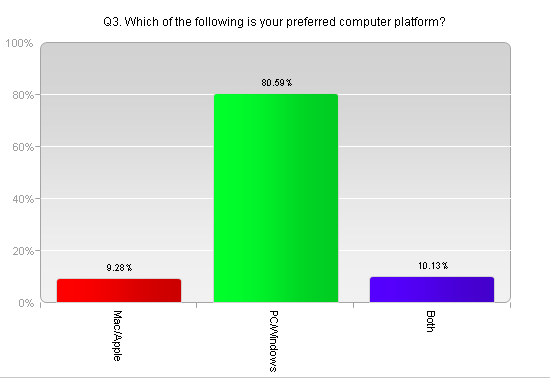 Q3. Which of the following is your preferred computer platform?
100%
80%
60%
40%
20%
0%
9.28%
80.59%
10.13%
Mac/Apple
PC/Windows
Both